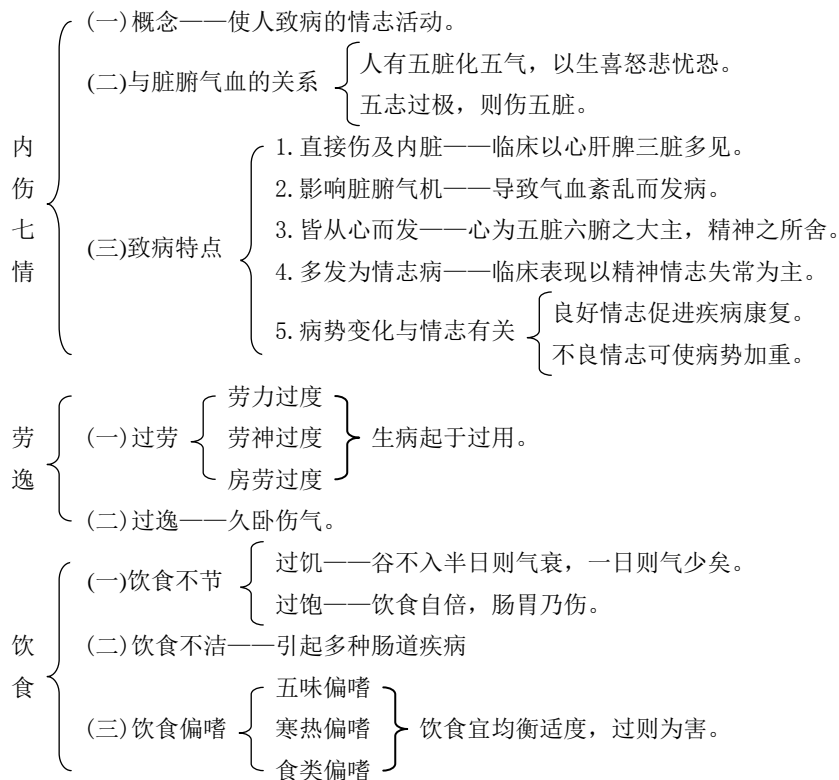 内伤七情
(一)概念——使人致病的情志活动。
(二)与脏腑气血的关系
人有五脏化五气，以生喜怒悲忧恐。
五志过极，则伤五脏。
(三)致病特点
1.直接伤及内脏——临床以心肝脾三脏多见。
2.影响脏腑气机——导致气血紊乱而发病。
3.皆从心而发——心为五脏六腑之大主，精神之所舍。
4.多发为情志病——临床表现以精神情志失常为主。
5.病势变化与情志有关
良好情志促进疾病康复。
不良情志可使病势加重。
劳逸
(一)过劳
劳力过度
劳神过度
房劳过度
生病起于过用。
(二)过逸——久卧伤气。
饮食
(一)饮食不节
过饥——谷不入半日则气衰，一日则气少矣。
过饱——饮食自倍，肠胃乃伤。
(二)饮食不洁——引起多种肠道疾病
(三)饮食偏嗜
五味偏嗜
寒热偏嗜
食类偏嗜
饮食宜均衡适度，过则为害。